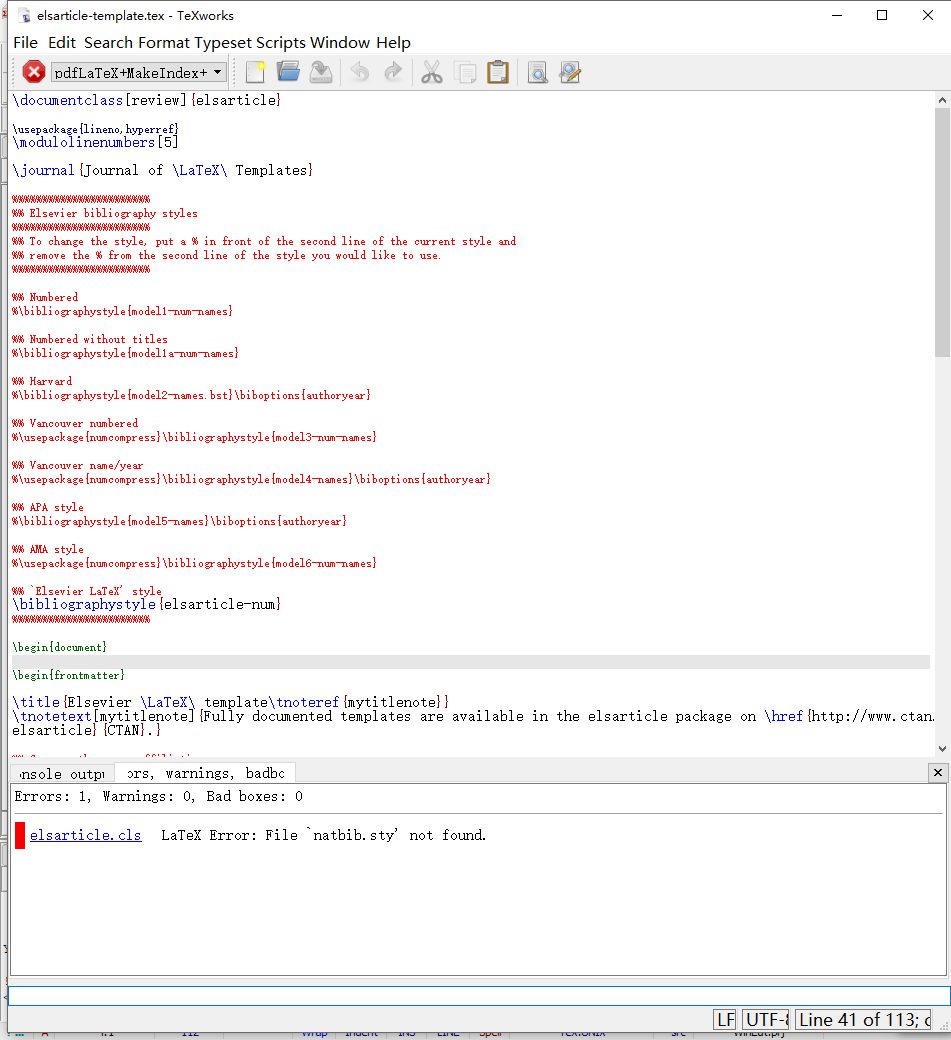 elsarticle-template.tex - TeXworks
File Edit Search Format Typeset Scripts Window Help
pdfLaTeX+MakeIndex+
\documentclass[review]{elsarticle}
\usepackage{lineno,hyperref}
\modulolinenumbers[5]
\journal{Journal of \LaTeX\ Templates}
%%%%%%%%%%%%%%%%%%%%%%%
%% Elsevier bibliography styles
%%%%%%%%%%%%%%%%%%%%%%%
%% To change the style, put a % in front of the second line of the current style and
%% remove the % from the second line of the style you would like to use.
%%%%%%%%%%%%%%%%%%%%%%%
%% Numbered
%\bibliographystyle{model1-num-names}
%% Numbered without titles
%\bibliographystyle{model1a-num-names}
%% Harvard
%\bibliographystyle{model2-names.bst}\biboptions{authoryear}
%% Vancouver numbered
%\usepackage{numcompress}\bibliographystyle{model3-num-names}
%% Vancouver name/year
%\usepackage{numcompress}\bibliographystyle{model4-names}\biboptions{authoryear}
%% APA style
%\bibliographystyle{model5-names}\biboptions{authoryear}
%% AMA style
%\usepackage{numcompress}\bibliographystyle{model6-num-names}
%% `Elsevier LaTeX' style
\bibliographystyle{elsarticle-num}
%%%%%%%%%%%%%%%%%%%%%%%
\begin{document}
\begin{frontmatter}
\title{Elsevier \LaTeX\ template\tnoteref{mytitlenote}}
\tnotetext[mytitlenote]{Fully documented templates are available in the elsarticle package on \href{http://www.ctan.
elsarticle}{CTAN}.}
nsole outpu
ors, warnings, badbo
Errors: 1, Warnings: 0, Bad boxes: 0
elsarticle.cls LaTeX Error: File `natbib.sty' not found.
LF UTF-8 Line 41 of 113; c